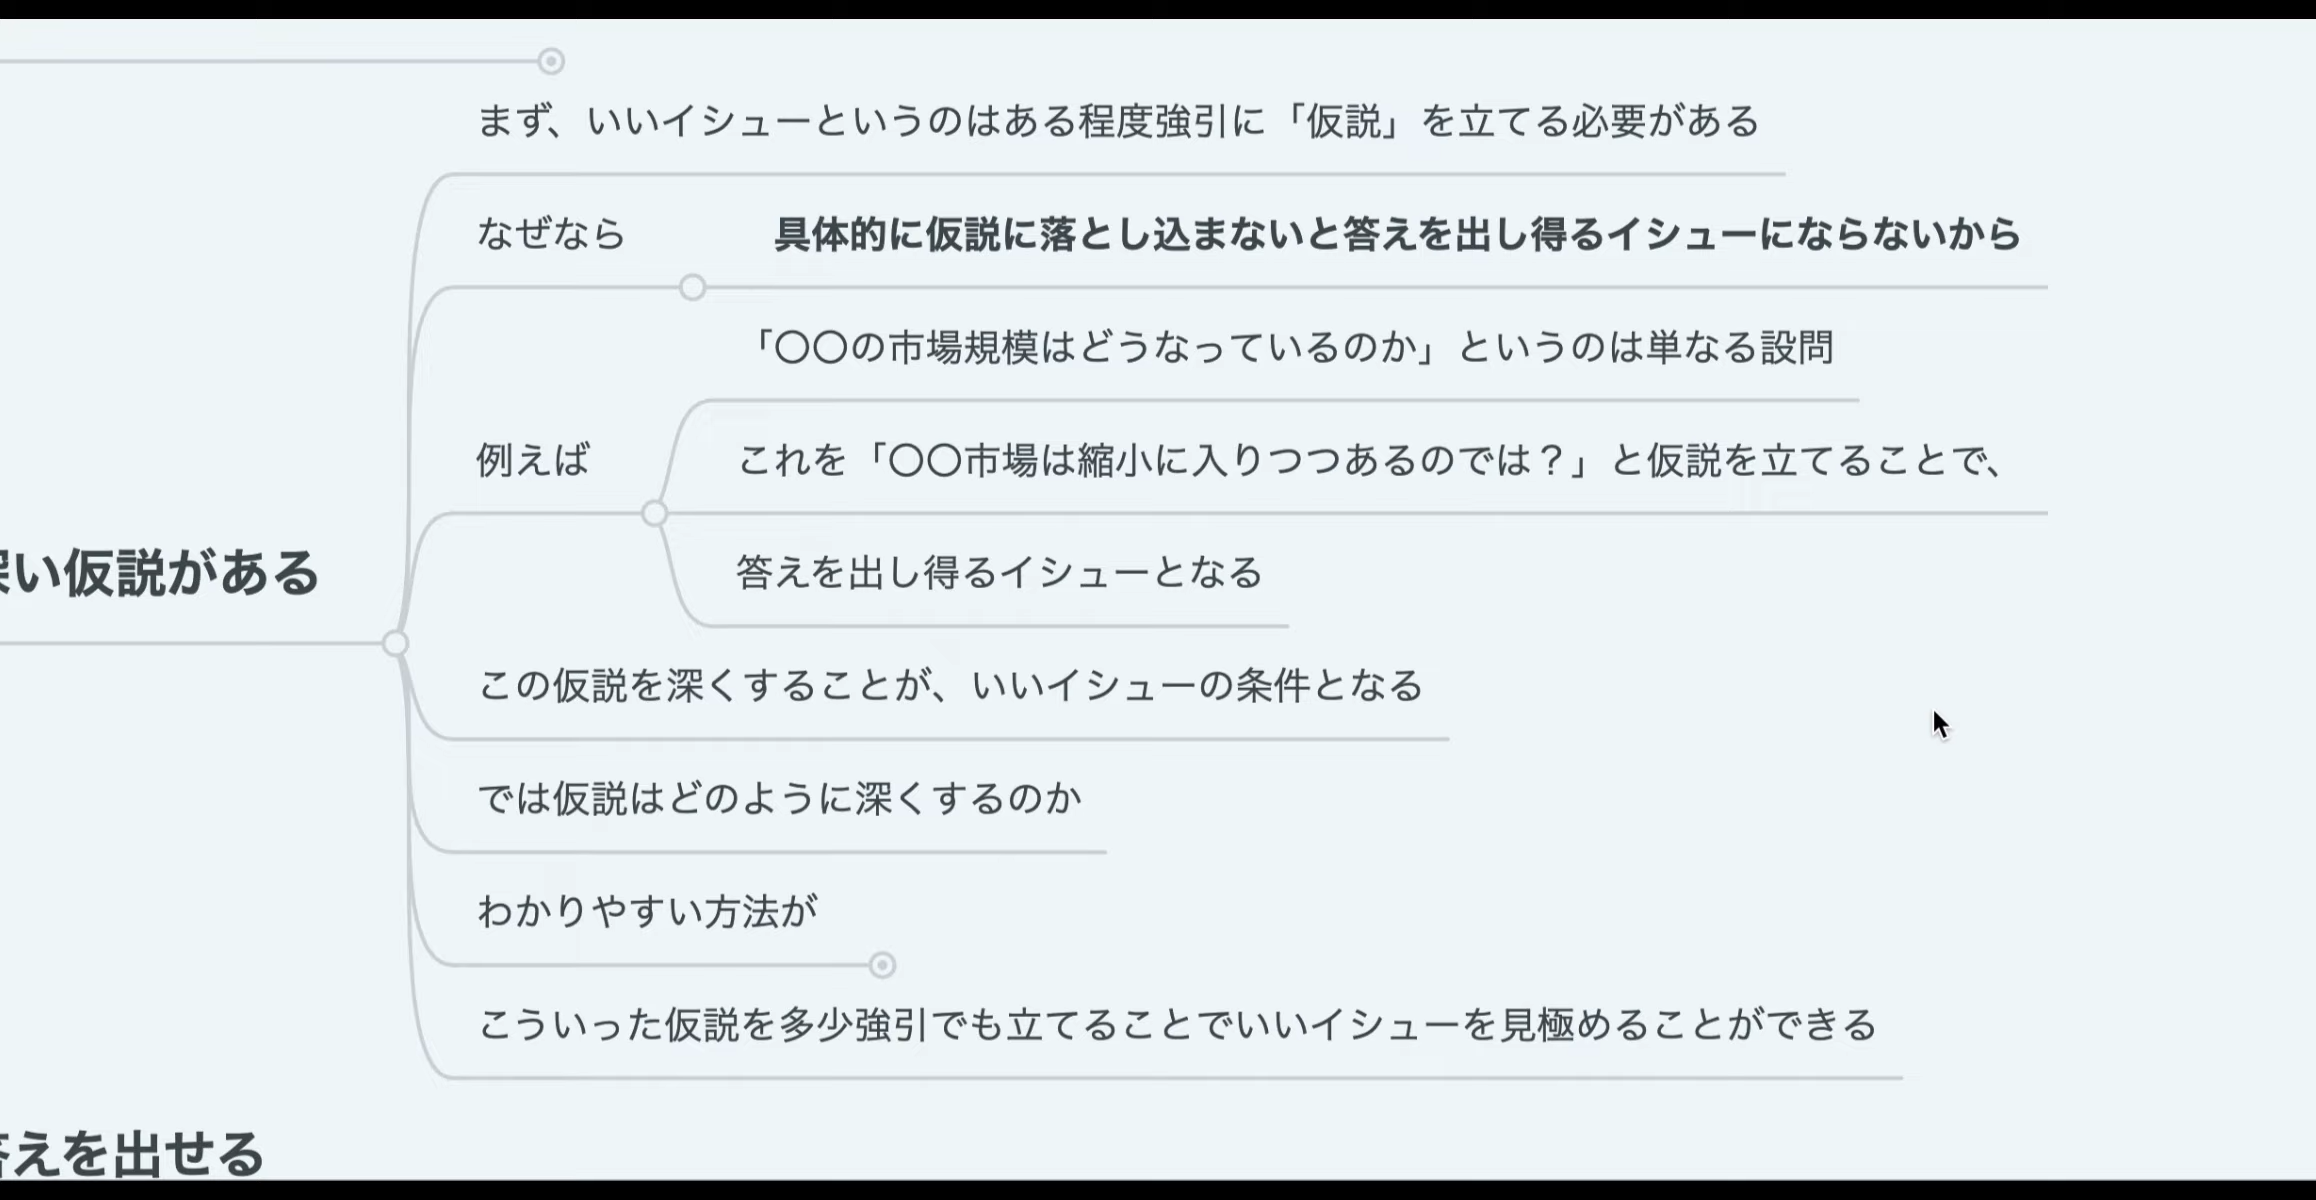 まず、いいイシューというのはある程度強引に「仮説」を立てる必要がある
なぜなら
具体的に仮説に落とし込まないと答えを出し得るイシューにならないから
「〇〇の市場規模はどうなっているのか」というのは単なる設問
例えば
これを「〇〇市場は縮小に入りつつあるのでは？」と仮説を立てることで、
答えを出し得るイシューとなる
深い仮説がある
この仮説を深くすることが、いいイシューの条件となる
では仮説はどのように深くするのか
わかりやすい方法が
こういった仮説を多少強引でも立てることでいいイシューを見極めることができる
答えを出せる